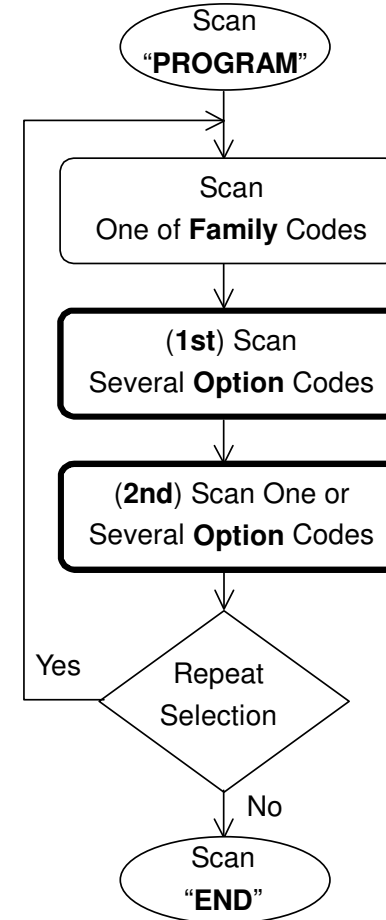 Scan
“PROGRAM”
Scan
One of Family Codes
(1st) Scan
Several Option Codes
(2nd) Scan One or
Several Option Codes
Yes
Repeat
Selection
No
Scan
“END”